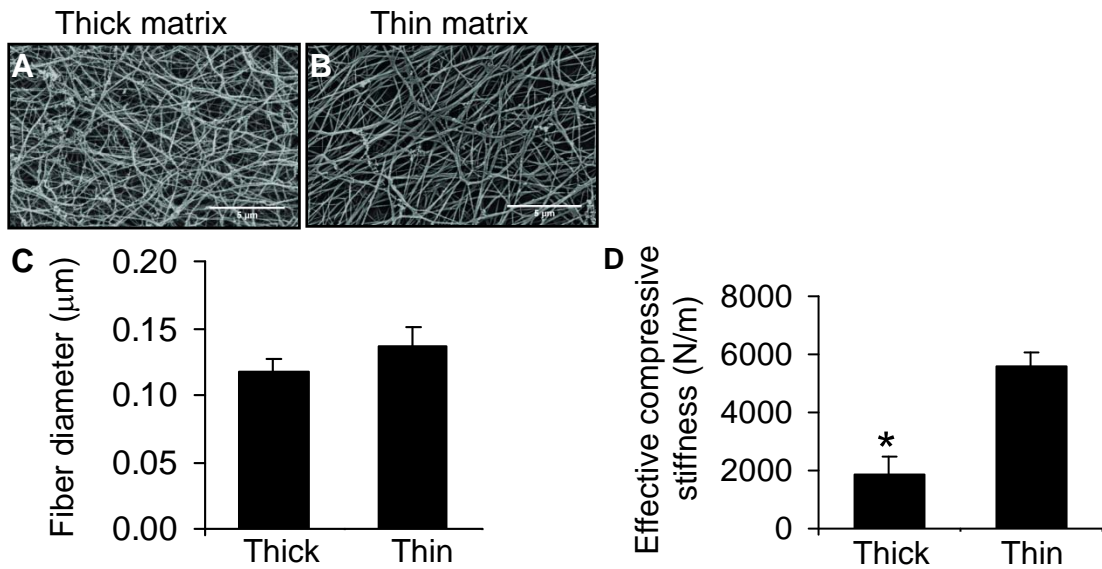 Thick matrix
Thin matrix
A
B
5 µm
5 µm
C
Fiber diameter (µm)
0.20
0.15
0.10
0.05
0.00
Thick
Thin
D
Effective compressive
stiffness (N/m)
8000
6000
4000
2000
0
*
Thick
Thin